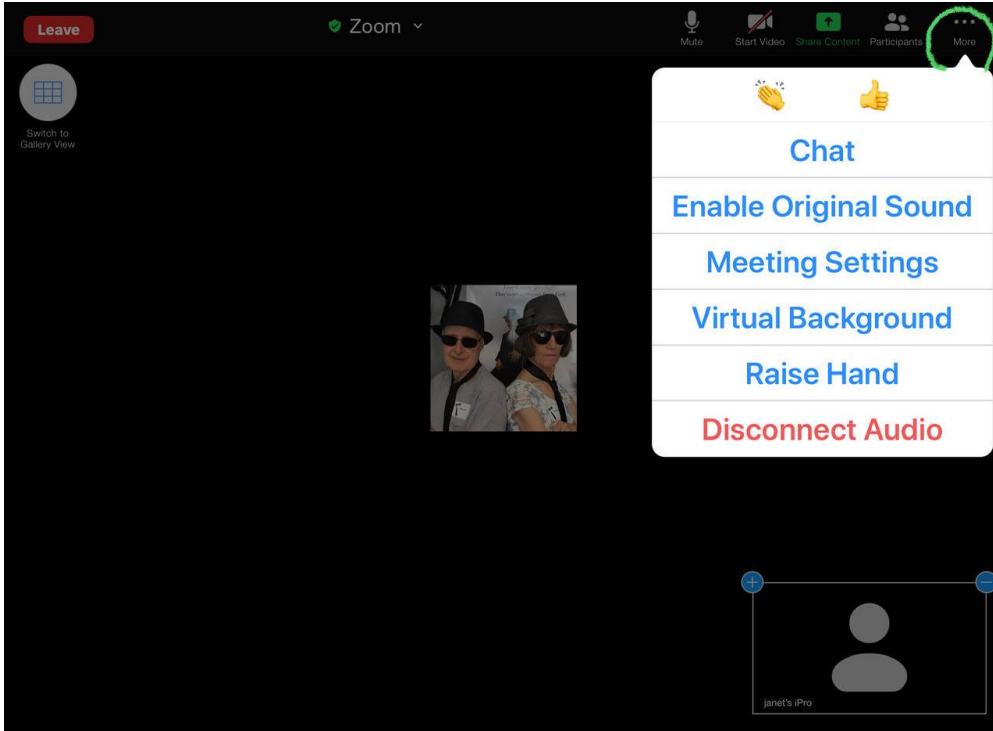 Leave
Zoom
Mute
Start Video
Share Content
Participants
More
Switch to
Gallery View
Chat
Enable Original Sound
Meeting Settings
Virtual Background
Raise Hand
Disconnect Audio
janet's iPro